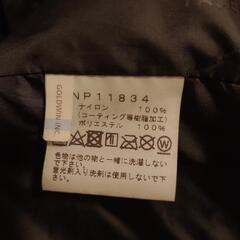 GOLDWIN INC.
NP11834
ナイロン 100%
(コーティング等樹脂加工)
ポリエステル 100%
色物は他の物と一緒に洗濯しないで
下さい。
蛍光剤入り洗剤は使用しないで下さい